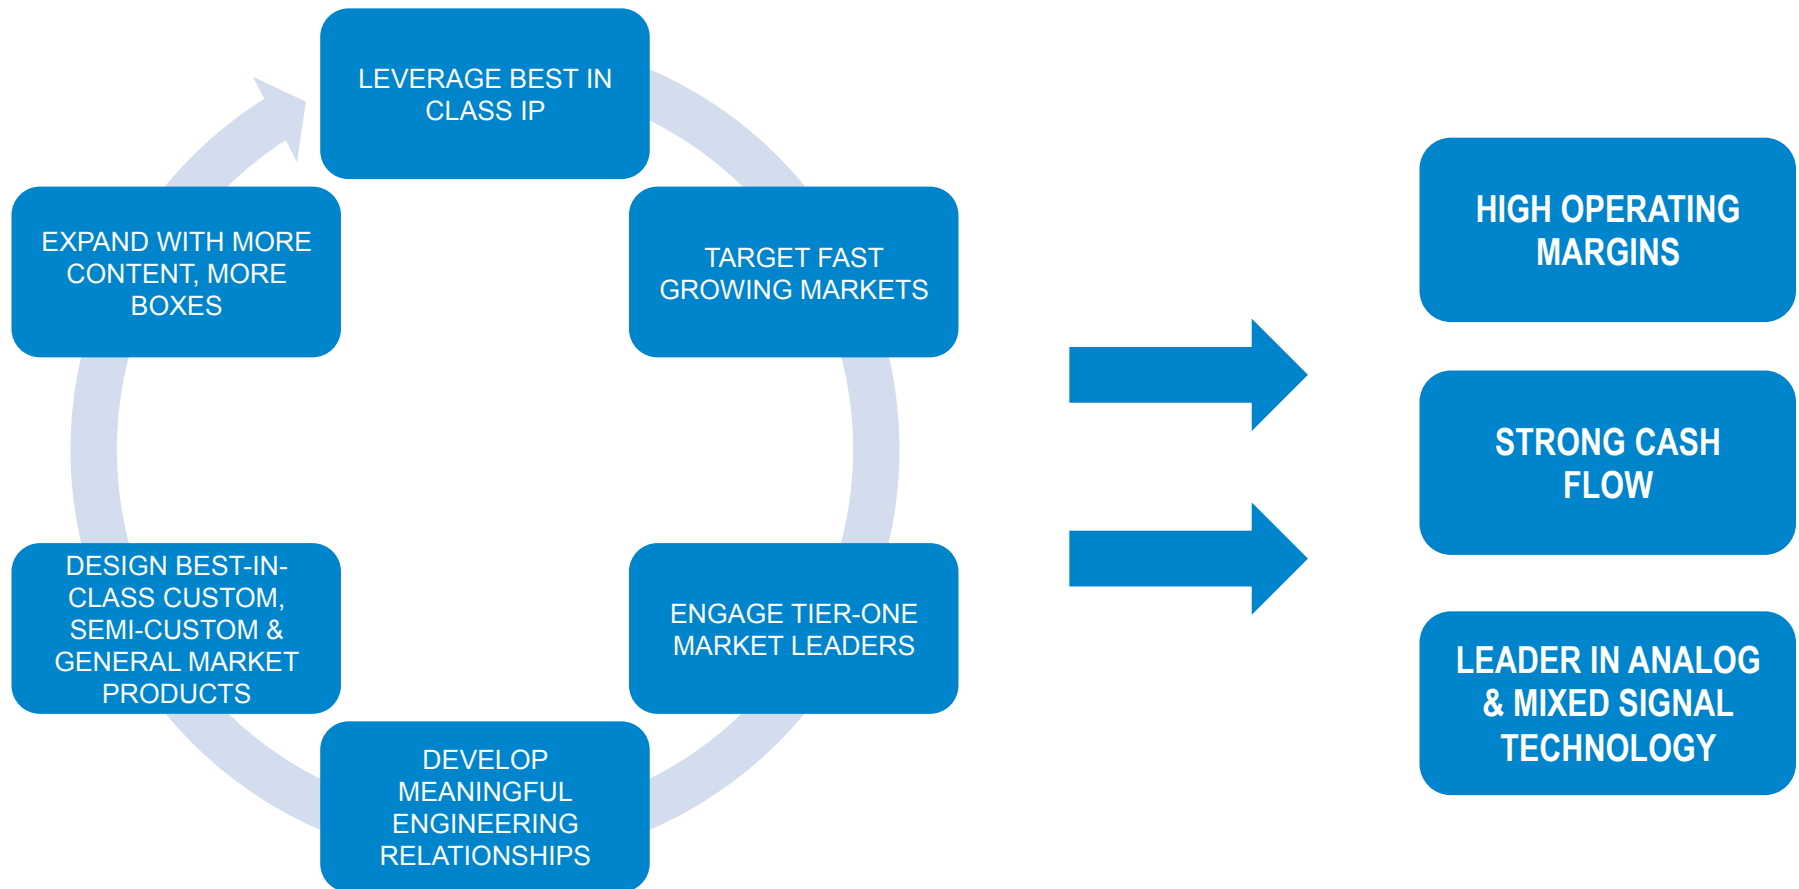 LEVERAGE BEST IN
CLASS IP
TARGET FAST
GROWING MARKETS
ENGAGE TIER-ONE
MARKET LEADERS
DEVELOP
MEANINGFUL
ENGINEERING
RELATIONSHIPS
DESIGN BEST-IN-
CLASS CUSTOM,
SEMI-CUSTOM &
GENERAL MARKET
PRODUCTS
EXPAND WITH MORE
CONTENT, MORE
BOXES
HIGH OPERATING
MARGINS
STRONG CASH
FLOW
LEADER IN ANALOG
& MIXED SIGNAL
TECHNOLOGY